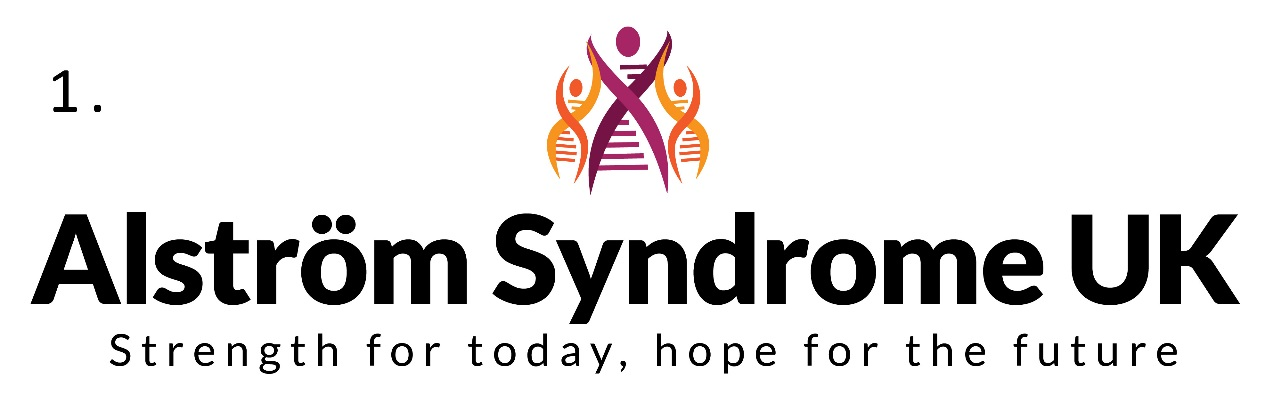 1.
Alström Syndrome UK
Strength for today, hope for the future